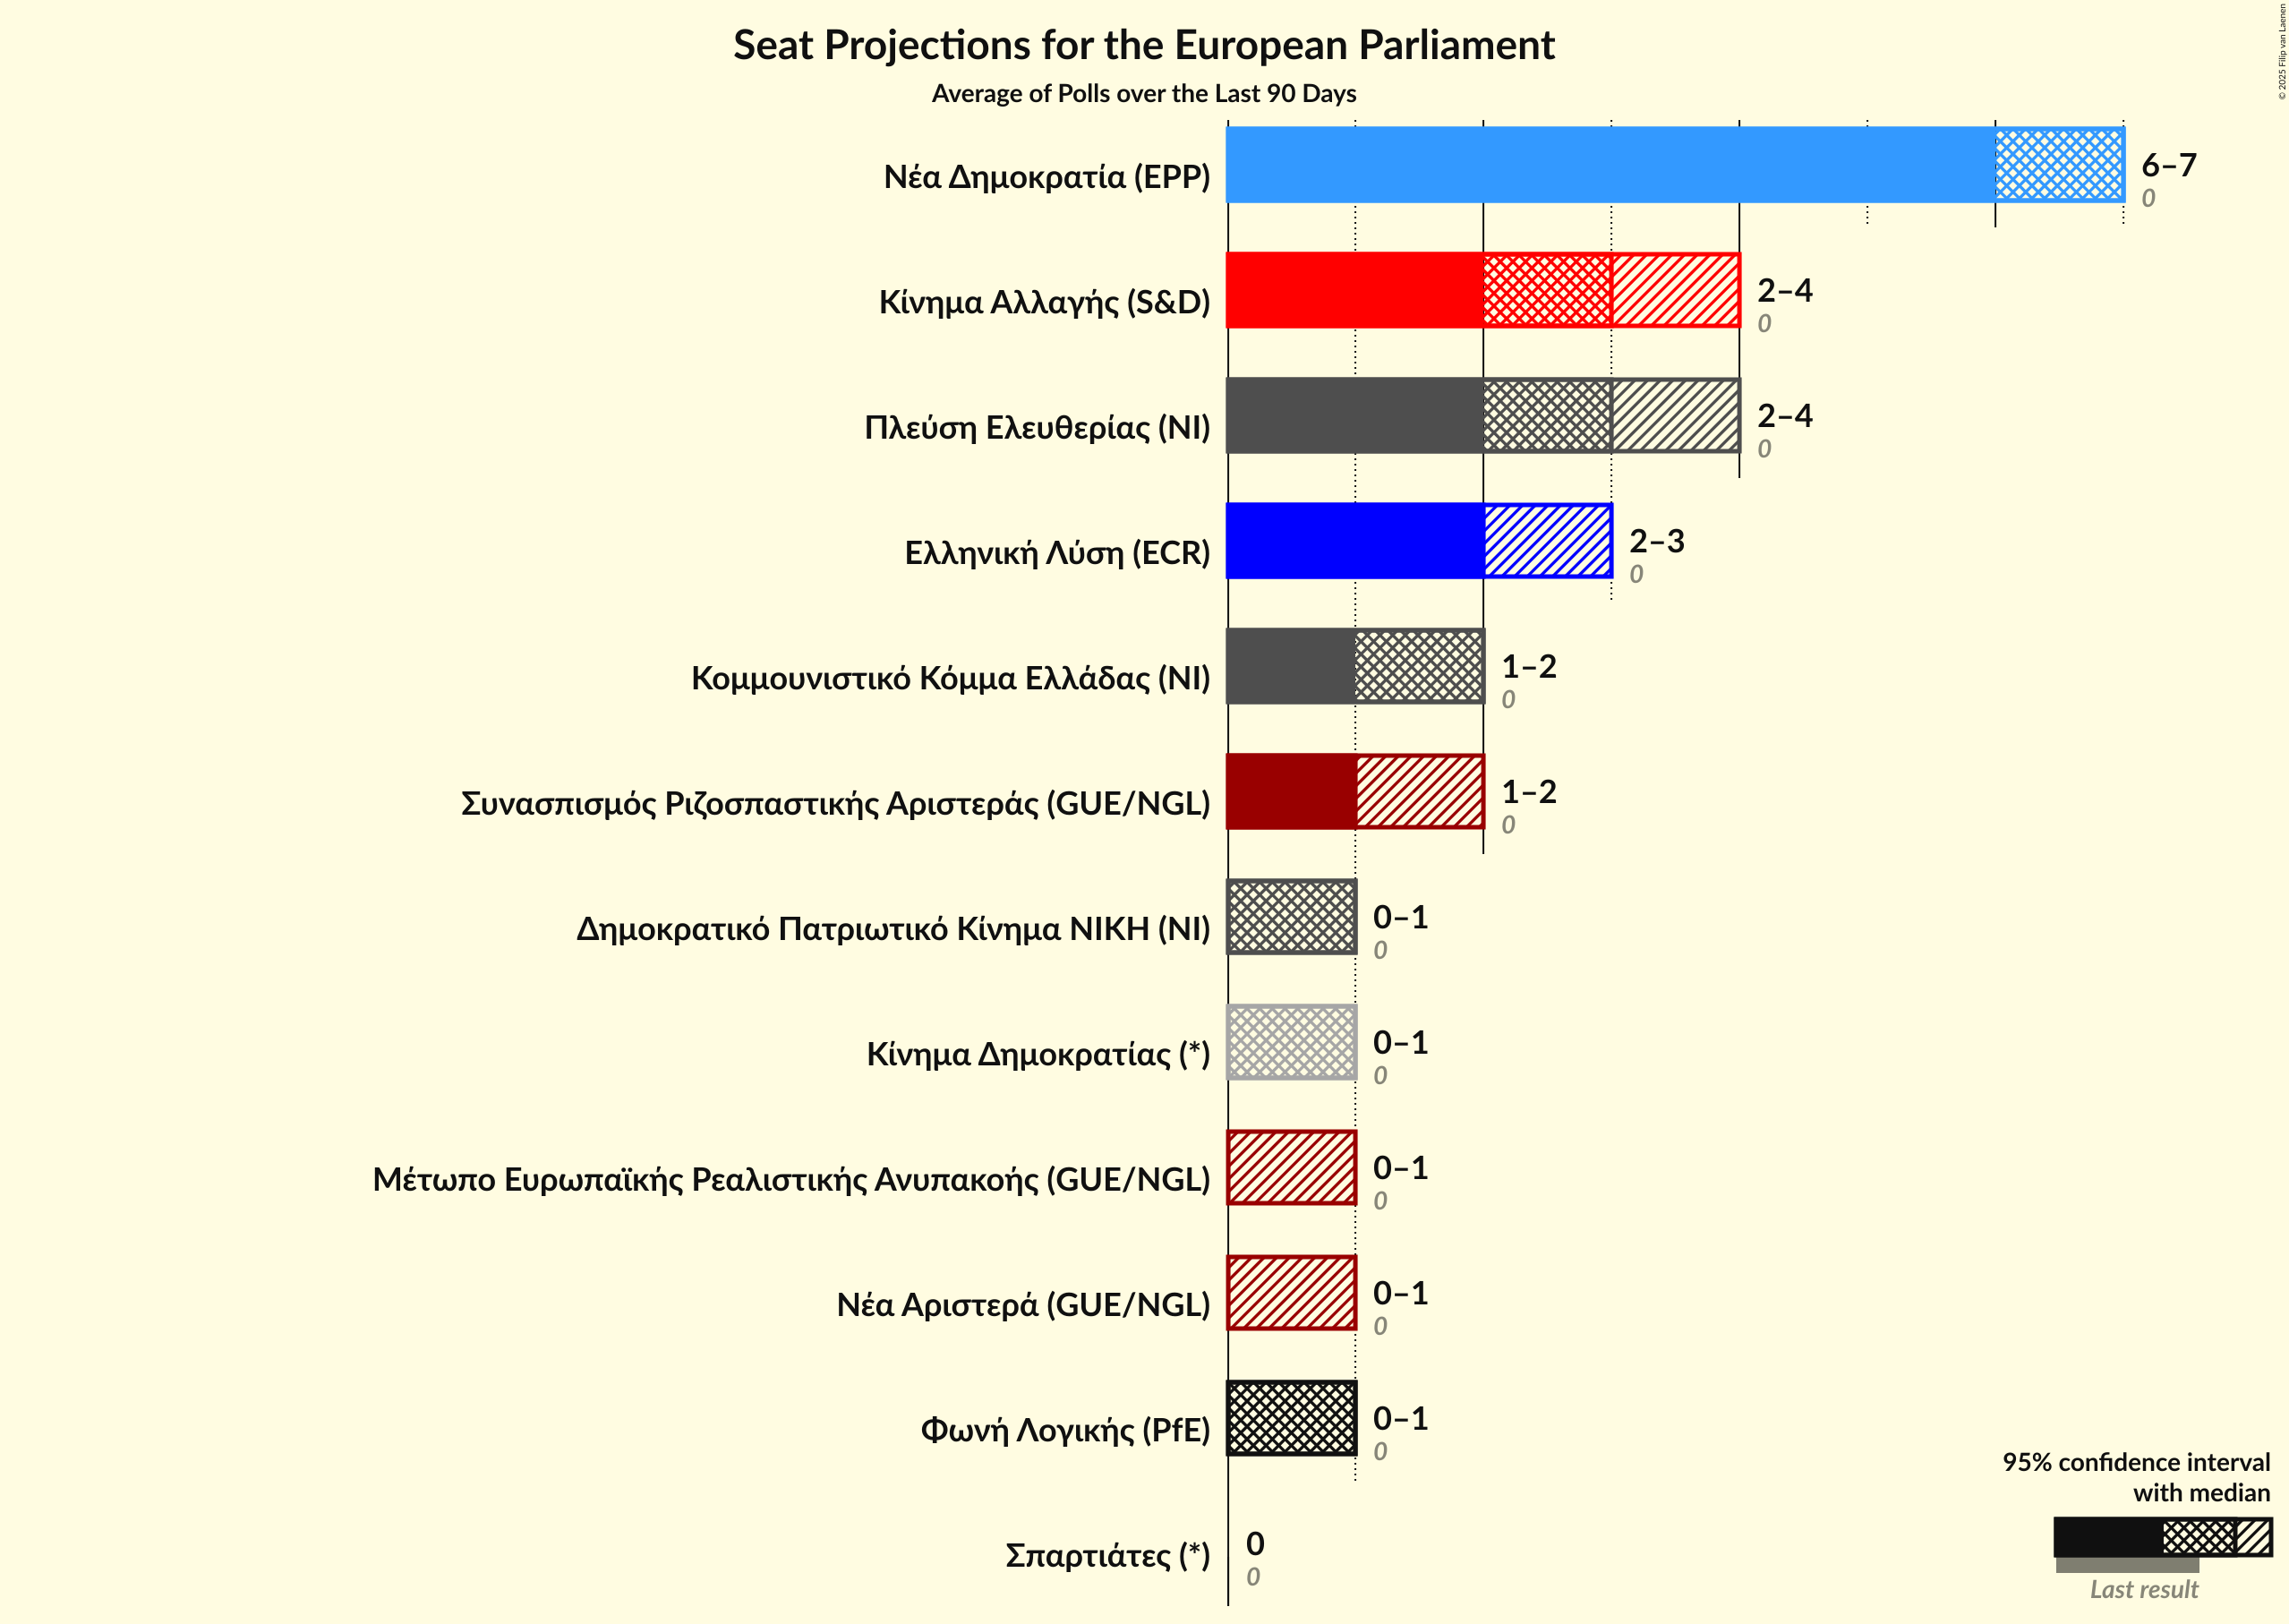 Seat Projections for the European Parliament
Average of Polls over the Last 90 Days
© 2025 Filip van Laenen
Νέα Δημοκρατία (EPP)
6–7
0
Κίνημα Αλλαγής (S&D)
2–4
0
Πλεύση Ελευθερίας (NI)
2–4
0
Ελληνική Λύση (ECR)
2–3
0
Κομμουνιστικό Κόμμα Ελλάδας (NI)
1–2
0
Συνασπισμός Ριζοσπαστικής Αριστεράς (GUE/NGL)
1–2
0
Δημοκρατικό Πατριωτικό Κίνημα ΝΙΚΗ (NI)
0–1
0
Κίνημα Δημοκρατίας (*)
0–1
0
Μέτωπο Ευρωπαϊκής Ρεαλιστικής Ανυπακοής (GUE/NGL)
0–1
0
Νέα Αριστερά (GUE/NGL)
0–1
0
Φωνή Λογικής (PfE)
0–1
0
Σπαρτιάτες (*)
0
0
95% confidence interval
with median
Last result